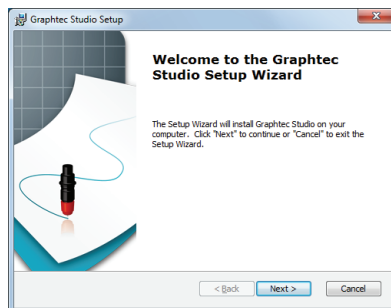 Graphtec Studio Setup
Welcome to the Graphtec
Studio Setup Wizard
The Setup Wizard will install Graphtec Studio on your
computer. Click "Next" to continue or "Cancel" to exit the
Setup Wizard.
< Back Next > Cancel